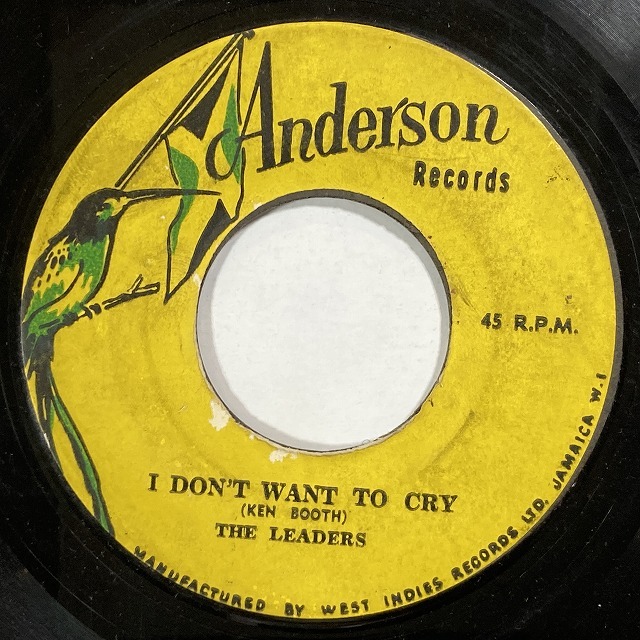 Anderson
Records
45 R.P.M.
I DON'T WANT TO CRY
(KEN BOOTH)
THE LEADERS
MANUFACTURED BY WEST INDIES RECORDS LTD. JAMAICA W.I